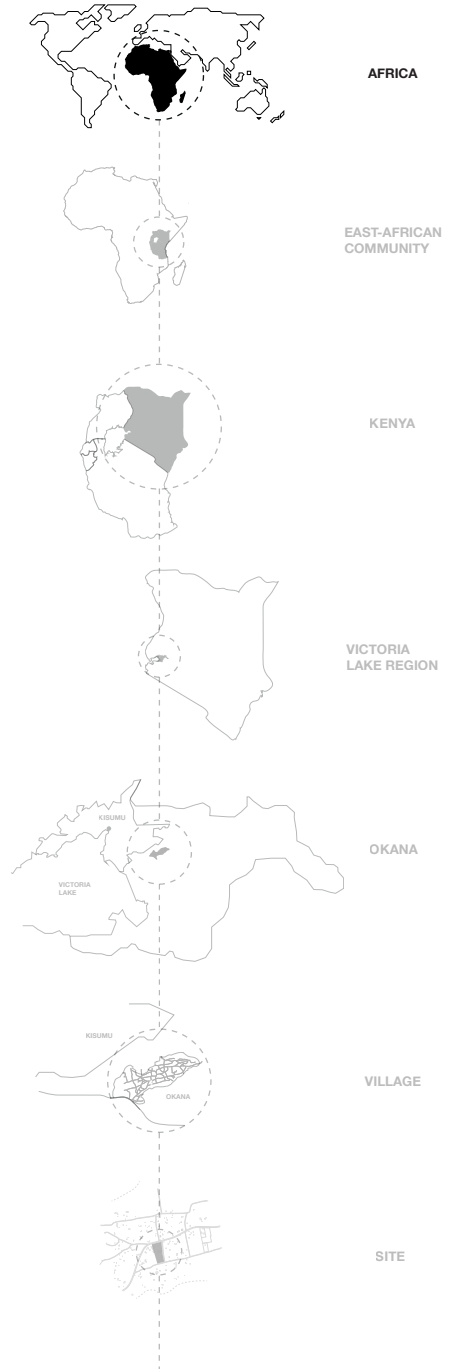 AFRICA
EAST-AFRICAN
COMMUNITY
KENYA
VICTORIA
LAKE REGION
KISUMU
OKANA
VICTORIA
LAKE
KISUMU
VILLAGE
OKANA
SITE